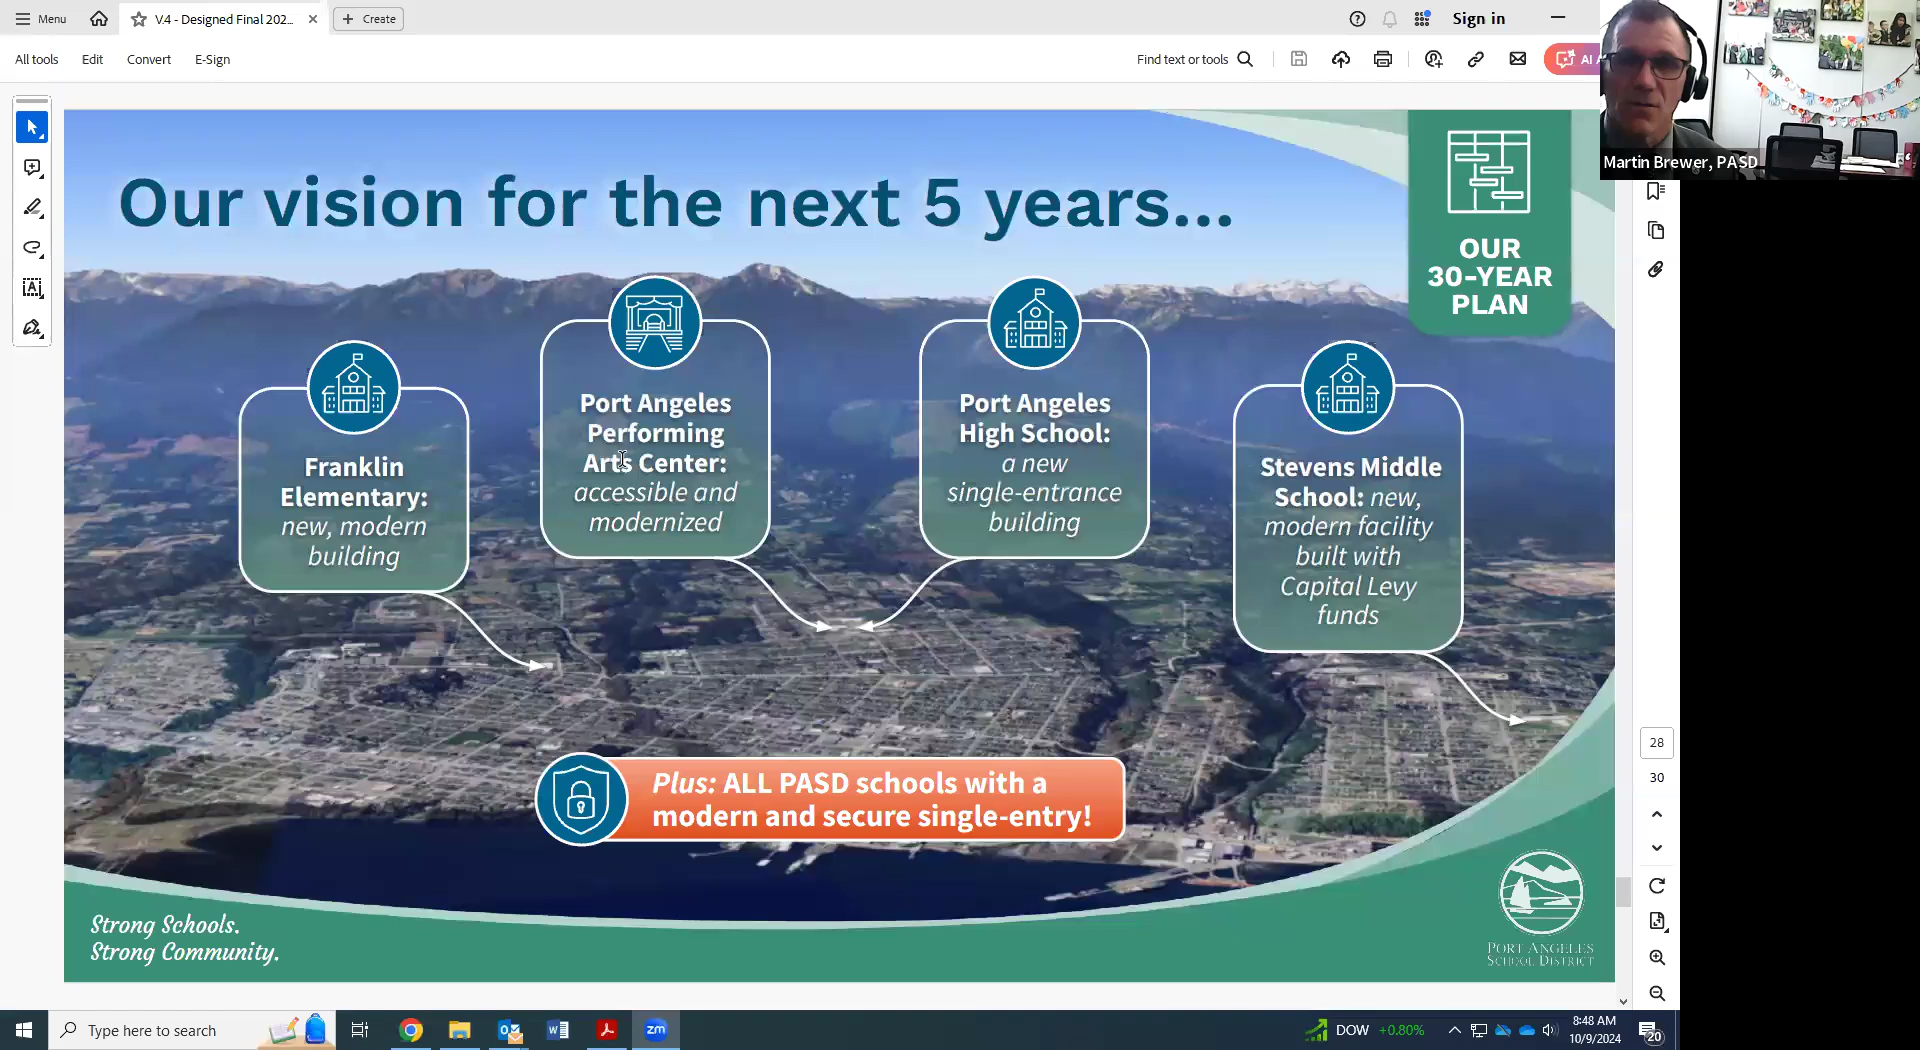 Menu
V.4 - Designed Final 202...
Create
Sign in
All tools
Edit
Convert
E-Sign
Find text or tools
AI
Martin Brewer, PASD
Our vision for the next 5 years...
OUR
30-YEAR
PLAN
Franklin
Elementary:
new, modern
building
Port Angeles
Performing
Arts Center:
accessible and
modernized
Port Angeles
High School:
a new
single-entrance
building
Stevens Middle
School: new,
modern facility
built with
Capital Levy
funds
Plus: ALL PASD schools with a
modern and secure single-entry!
Strong Schools.
Strong Community.
PORT ANGELES
SCHOOL DISTRICT
28
30
Type here to search
zm
DOW +0.80%
8:48 AM
10/9/2024
20